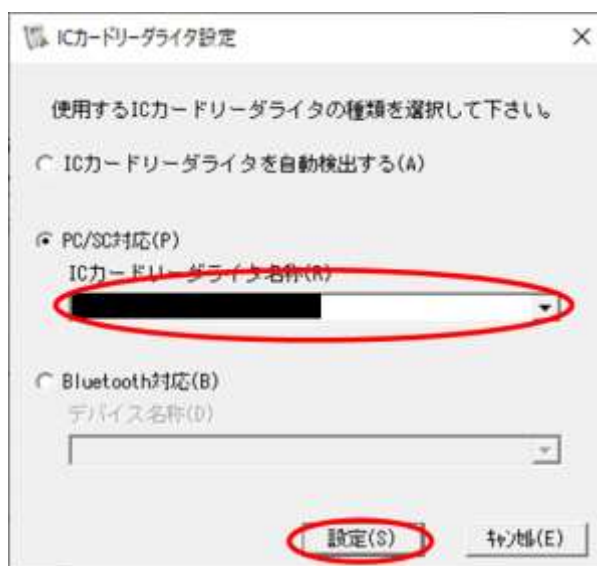 ICカードリーダライタ設定
使用するICカードリーダライタの種類を選択して下さい。
ICカードリーダライタを自動検出する(A)
PC/SC対応(P)
ICカードリーダライタ名称(R)
Bluetooth対応(B)
デバイス名称(D)
設定(S) ｷｬﾝｾﾙ(E)